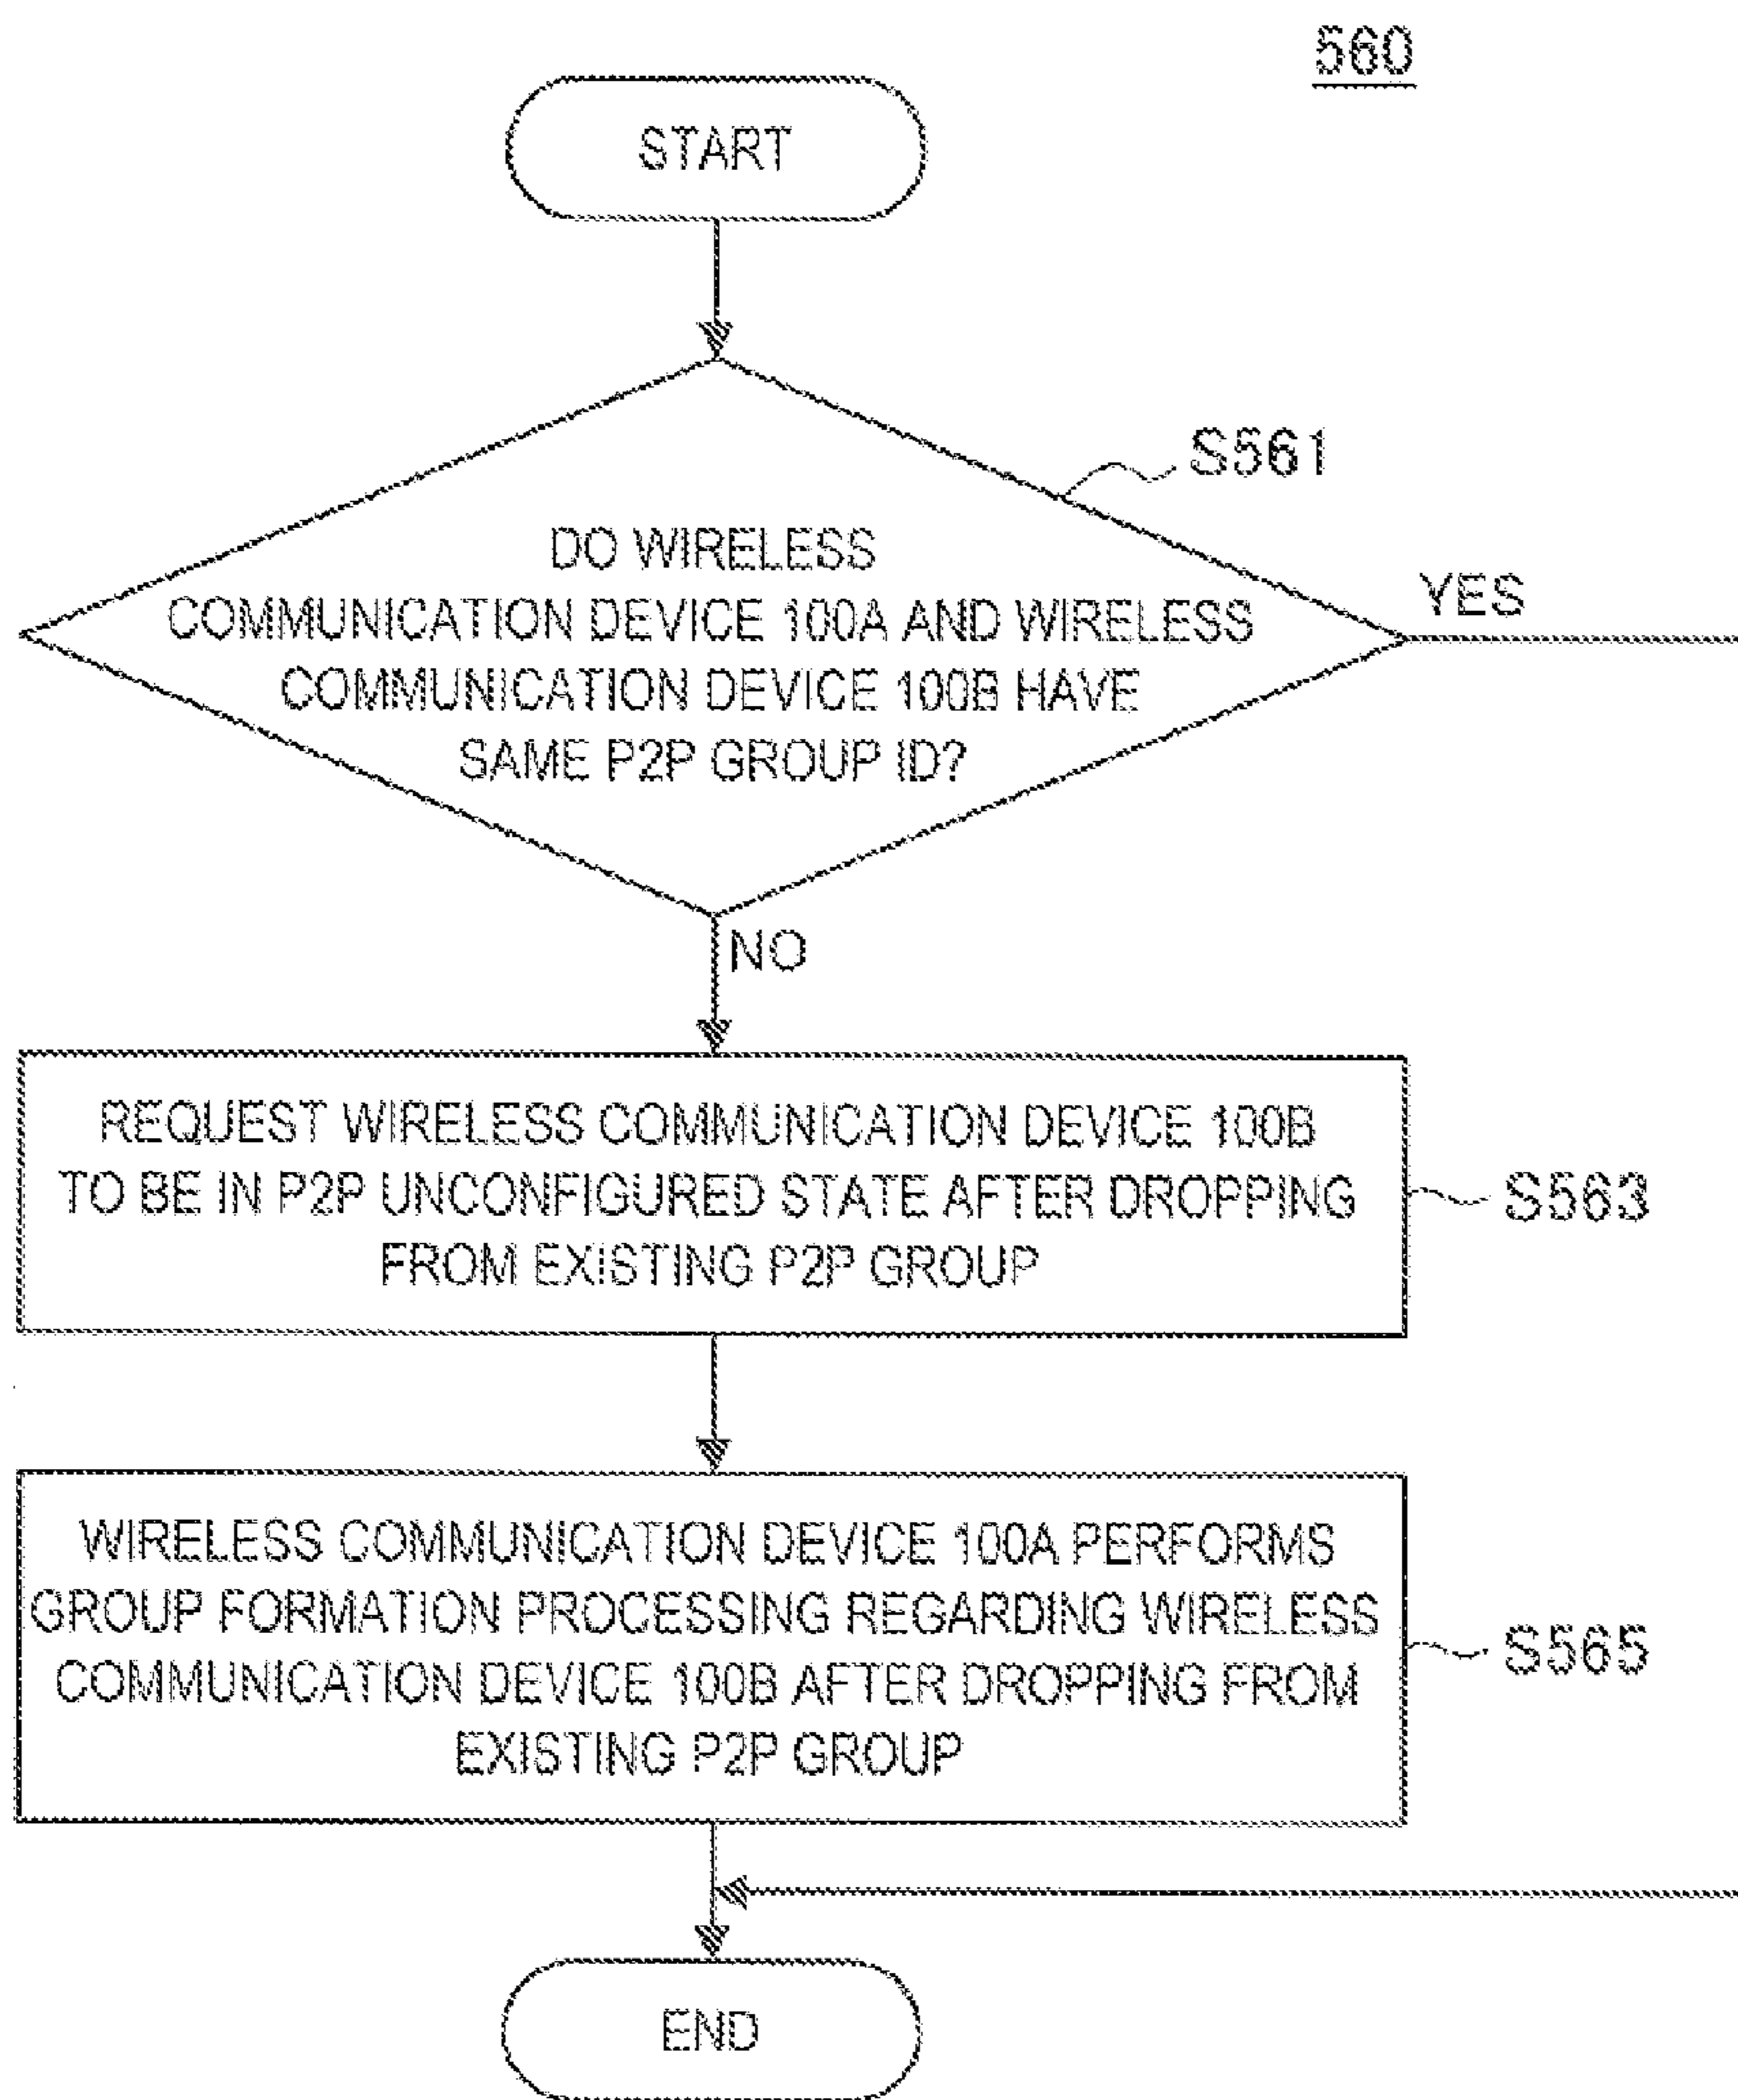 560
START
S561
DO WIRELESS
COMMUNICATION DEVICE 100A AND WIRELESS
COMMUNICATION DEVICE 100B HAVE
SAME P2P GROUP ID?
YES
NO
REQUEST WIRELESS COMMUNICATION DEVICE 100B
TO BE IN P2P UNCONFIGURED STATE AFTER DROPPING
FROM EXISTING P2P GROUP
S563
WIRELESS COMMUNICATION DEVICE 100A PERFORMS
GROUP FORMATION PROCESSING REGARDING WIRELESS
COMMUNICATION DEVICE 100B AFTER DROPPING FROM
EXISTING P2P GROUP
S565
END